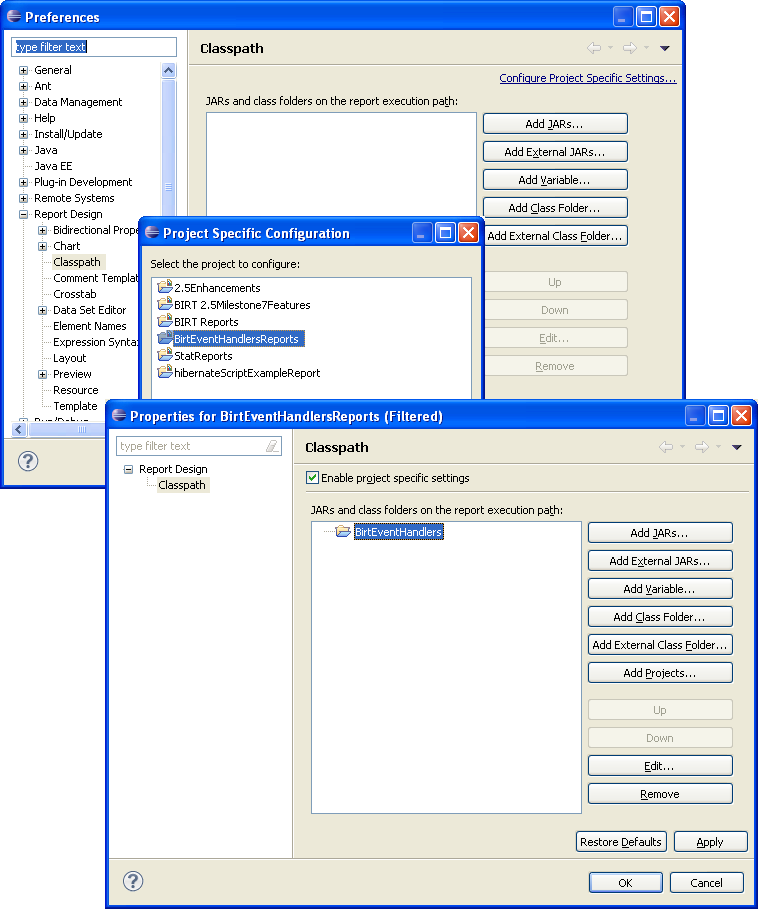 Preferences
type filter text
General
Ant
Data Management
Help
Install/Update
Java
Java EE
Plug-in Development
Remote Systems
Report Design
Bidirectional Prope
Chart
Classpath
Comment Templat
Crosstab
Data Set Editor
Element Names
Expression Synta
Layout
Preview
Resource
Template
Run/Debug
Classpath
Configure Project Specific Settings...
JARs and class folders on the report execution path:
Add JARs...
Add External JARs...
Add Variable...
Add Class Folder...
Add External Class Folder...
Up
Down
Edit...
Remove
Project Specific Configuration
Select the project to configure:
2.5Enhancements
BIRT 2.5Milestone7Features
BIRT Reports
BirtEventHandlersReports
StatReports
hibernateScriptExampleReport
Properties for BirtEventHandlersReports (Filtered)
type filter text
Report Design
Classpath
Classpath
Enable project specific settings
JARs and class folders on the report execution path:
BirtEventHandlers
Add JARs...
Add External JARs...
Add Variable...
Add Class Folder...
Add External Class Folder...
Add Projects...
Up
Down
Edit...
Remove
Restore Defaults
Apply
OK
Cancel